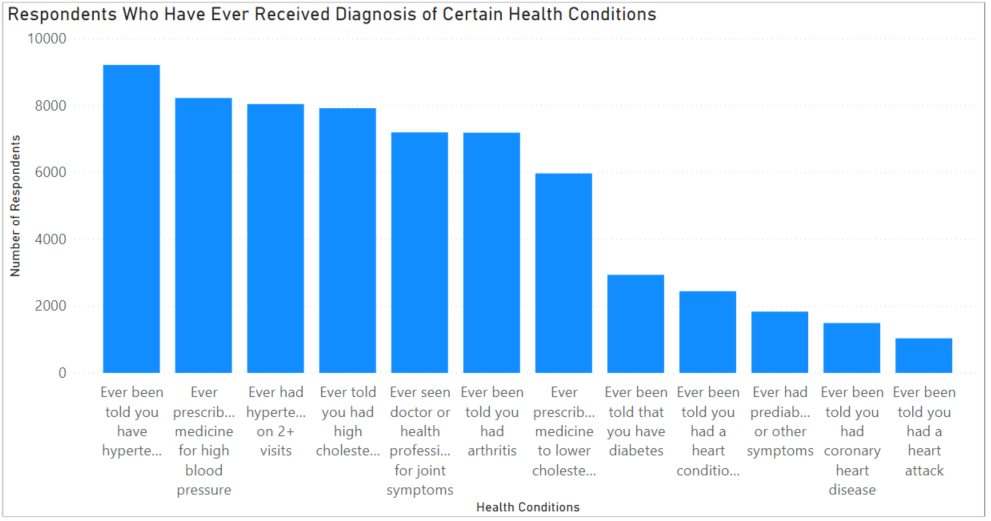 Respondents Who Have Ever Received Diagnosis of Certain Health Conditions
10000
8000
6000
4000
2000
0
Number of Respondents
Ever been
told you
have
hyperte...
Ever
prescrib...
medicine
for high
blood
pressure
Ever had
hyperte...
on 2+
visits
Ever told
you had
high
choleste...
Ever seen
doctor or
health
professi...
for joint
symptoms
Ever been
told you
had
arthritis
Ever
prescrib...
medicine
to lower
choleste...
Ever been
told that
you have
diabetes
Ever been
told you
had a
heart
conditio...
Ever had
prediab...
or other
symptoms
Ever been
told you
had
coronary
heart
disease
Ever been
told you
had a
heart
attack
Health Conditions